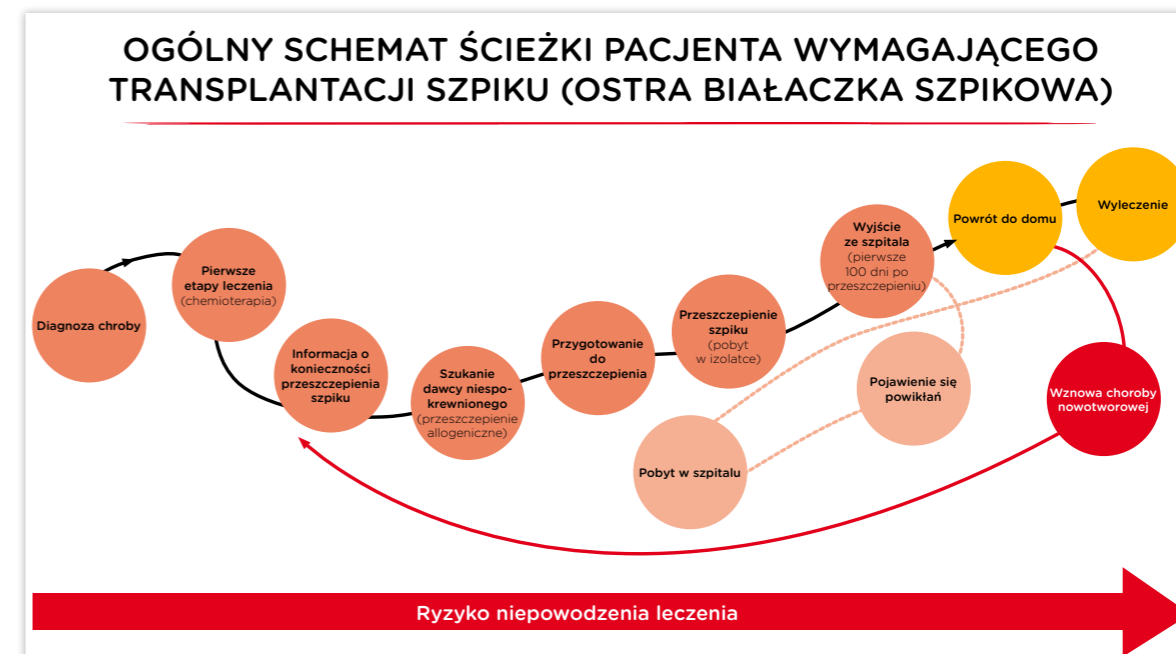 OGÓLNY SCHEMAT ŚCIEŻKI PACJENTA WYMAGAJĄCEGO
TRANSPLANTACJI SZPIKU (OSTRA BIAŁACZKA SZPIKOWA)
Diagnoza chroby
Pierwsze
etapy leczenia
(chemioterapia)
Informacja o
konieczności
przeszczepienia
szpiku
Szukanie
dawcy niespo-
krewnionego
(przeszczepienie
allogeniczne)
Przygotowanie
do
przeszczepienia
Przeszczepienie
szpiku
(pobyt
w izolatce)
Wyjście
ze szpitala
(pierwsze
100 dni po
przeszczepieniu)
Powrót do domu
Wyleczenie
Pojawienie się
powikłań
Pobyt w szpitalu
Wznowa choroby
nowotworowej
Ryzyko niepowodzenia leczenia